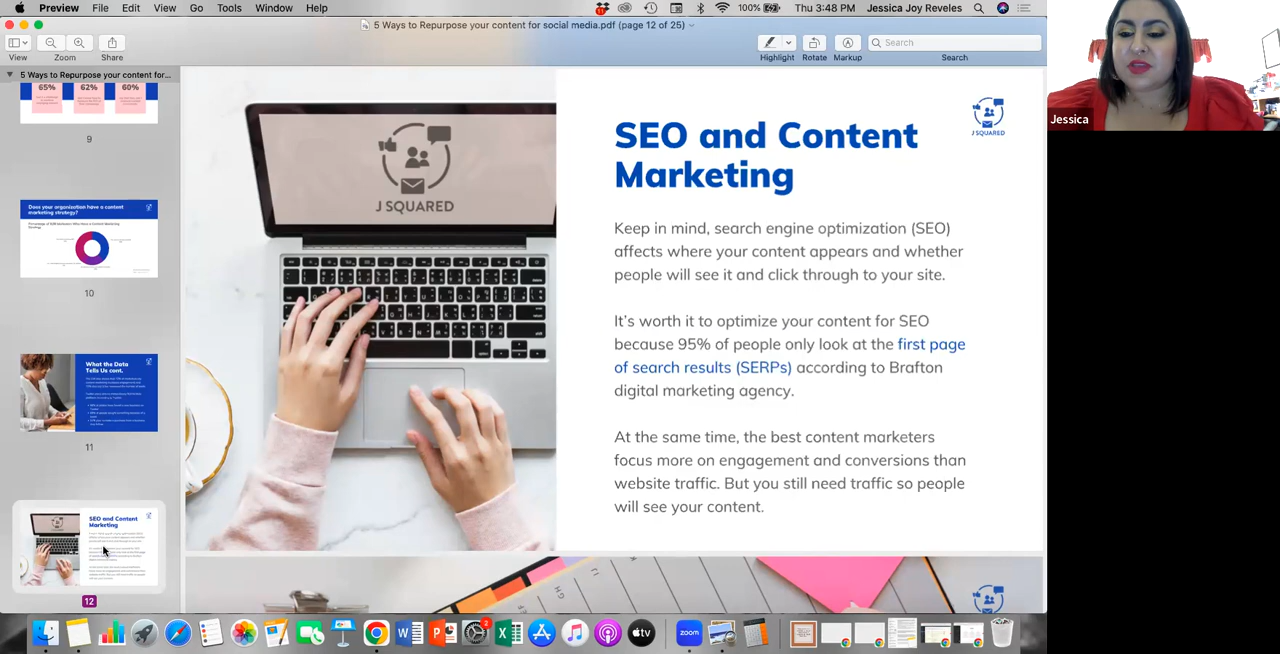 Preview File Edit View Go Tools Window Help
100% Thu 3:48 PM Jessica Joy Reveles
5 Ways to Repurpose your content for social media.pdf (page 12 of 25)
View Zoom Share
Highlight Rotate Markup Search
Search
5 Ways to Repurpose your content for...
65% 62% 60%
9
Does your organization have a content
marketing strategy?
10
What the Data
Tells Us cont.
11
SEO and Content
Marketing
12
J SQUARED
J SQUARED
SEO and Content
Marketing
Keep in mind, search engine optimization (SEO)
affects where your content appears and whether
people will see it and click through to your site.
It's worth it to optimize your content for SEO
because 95% of people only look at the first page
of search results (SERPs) according to Brafton
digital marketing agency.
At the same time, the best content marketers
focus more on engagement and conversions than
website traffic. But you still need traffic so people
will see your content.
Jessica
2
tv
zoom